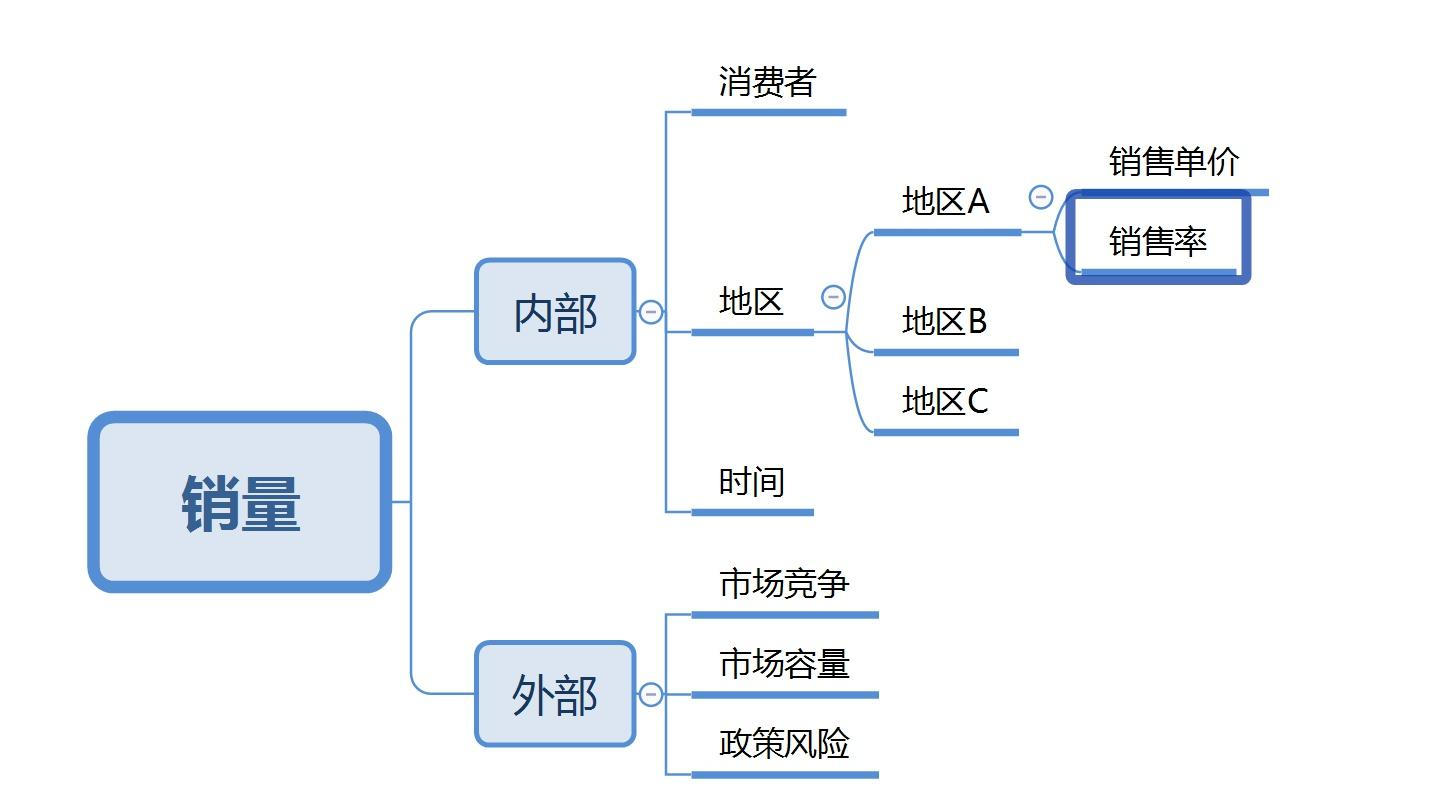 消费者
销售单价
地区A
销售率
地区
内部
地区B
地区C
时间
销量
市场竞争
市场容量
外部
政策风险